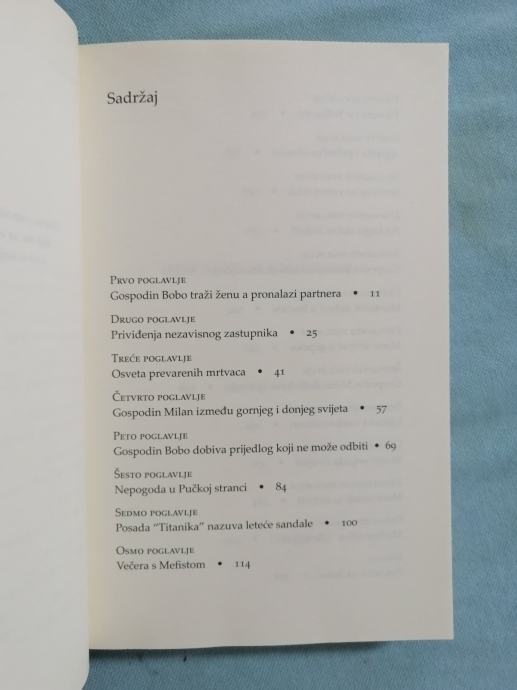 Sadržaj
PRVO POGLAVLJE
Gospodin Bobo traži ženu a pronalazi partnera • 11
DRUGO POGLAVLJE
Priviđenja nezavisnog zastupnika • 25
TREĆE POGLAVLJE
Osveta prevarenih mrtvaca • 41
ČETVRTO POGLAVLJE
Gospodin Milan između gornjeg i donjeg svijeta • 57
PETO POGLAVLJE
Gospodin Bobo dobiva prijedlog koji ne može odbiti • 69
ŠESTO POGLAVLJE
Nepogoda u Pučkoj stranci • 84
SEDMO POGLAVLJE
Posada "Titanika" nazuva leteće sandale • 100
OSMO POGLAVLJE
Večera s Mefistom • 114